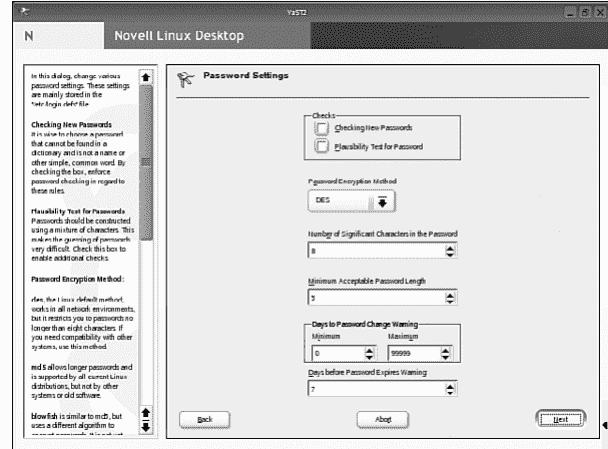 YaST2
N Novell Linux Desktop
In this dialog, change various
password settings. These settings
are mainly stored in the
"/etc/login.defs" file.
Checking New Passwords
It is wise to choose a password
that cannot be found in a
dictionary and is not a name or
other simple, common word. By
checking the box, enforce
password checking in regard to
these rules.
Plausibility Test for Passwords
Passwords should be constructed
using a mixture of characters. This
makes the guessing of passwords
very difficult. Check this box to
enable additional checks.
Password Encryption Method:
des, the Linux default method,
works in all network environments,
but it restricts you to passwords no
longer than eight characters. If
you need compatibility with other
systems, use this method.
md5 allows longer passwords and
is supported by all current Linux
distributions, but not by other
systems or old software.
blowfish is similar to md5, but
uses a different algorithm to
Password Settings
Checks
Checking New Passwords
Plausibility Test for Password
Password Encryption Method
DES
Number of Significant Characters in the Password
8
Minimum Acceptable Password Length
5
Days to Password Change Warning
Minimum Maximum
0 99999
Days before Password Expires Warning
7
Back Abort Next